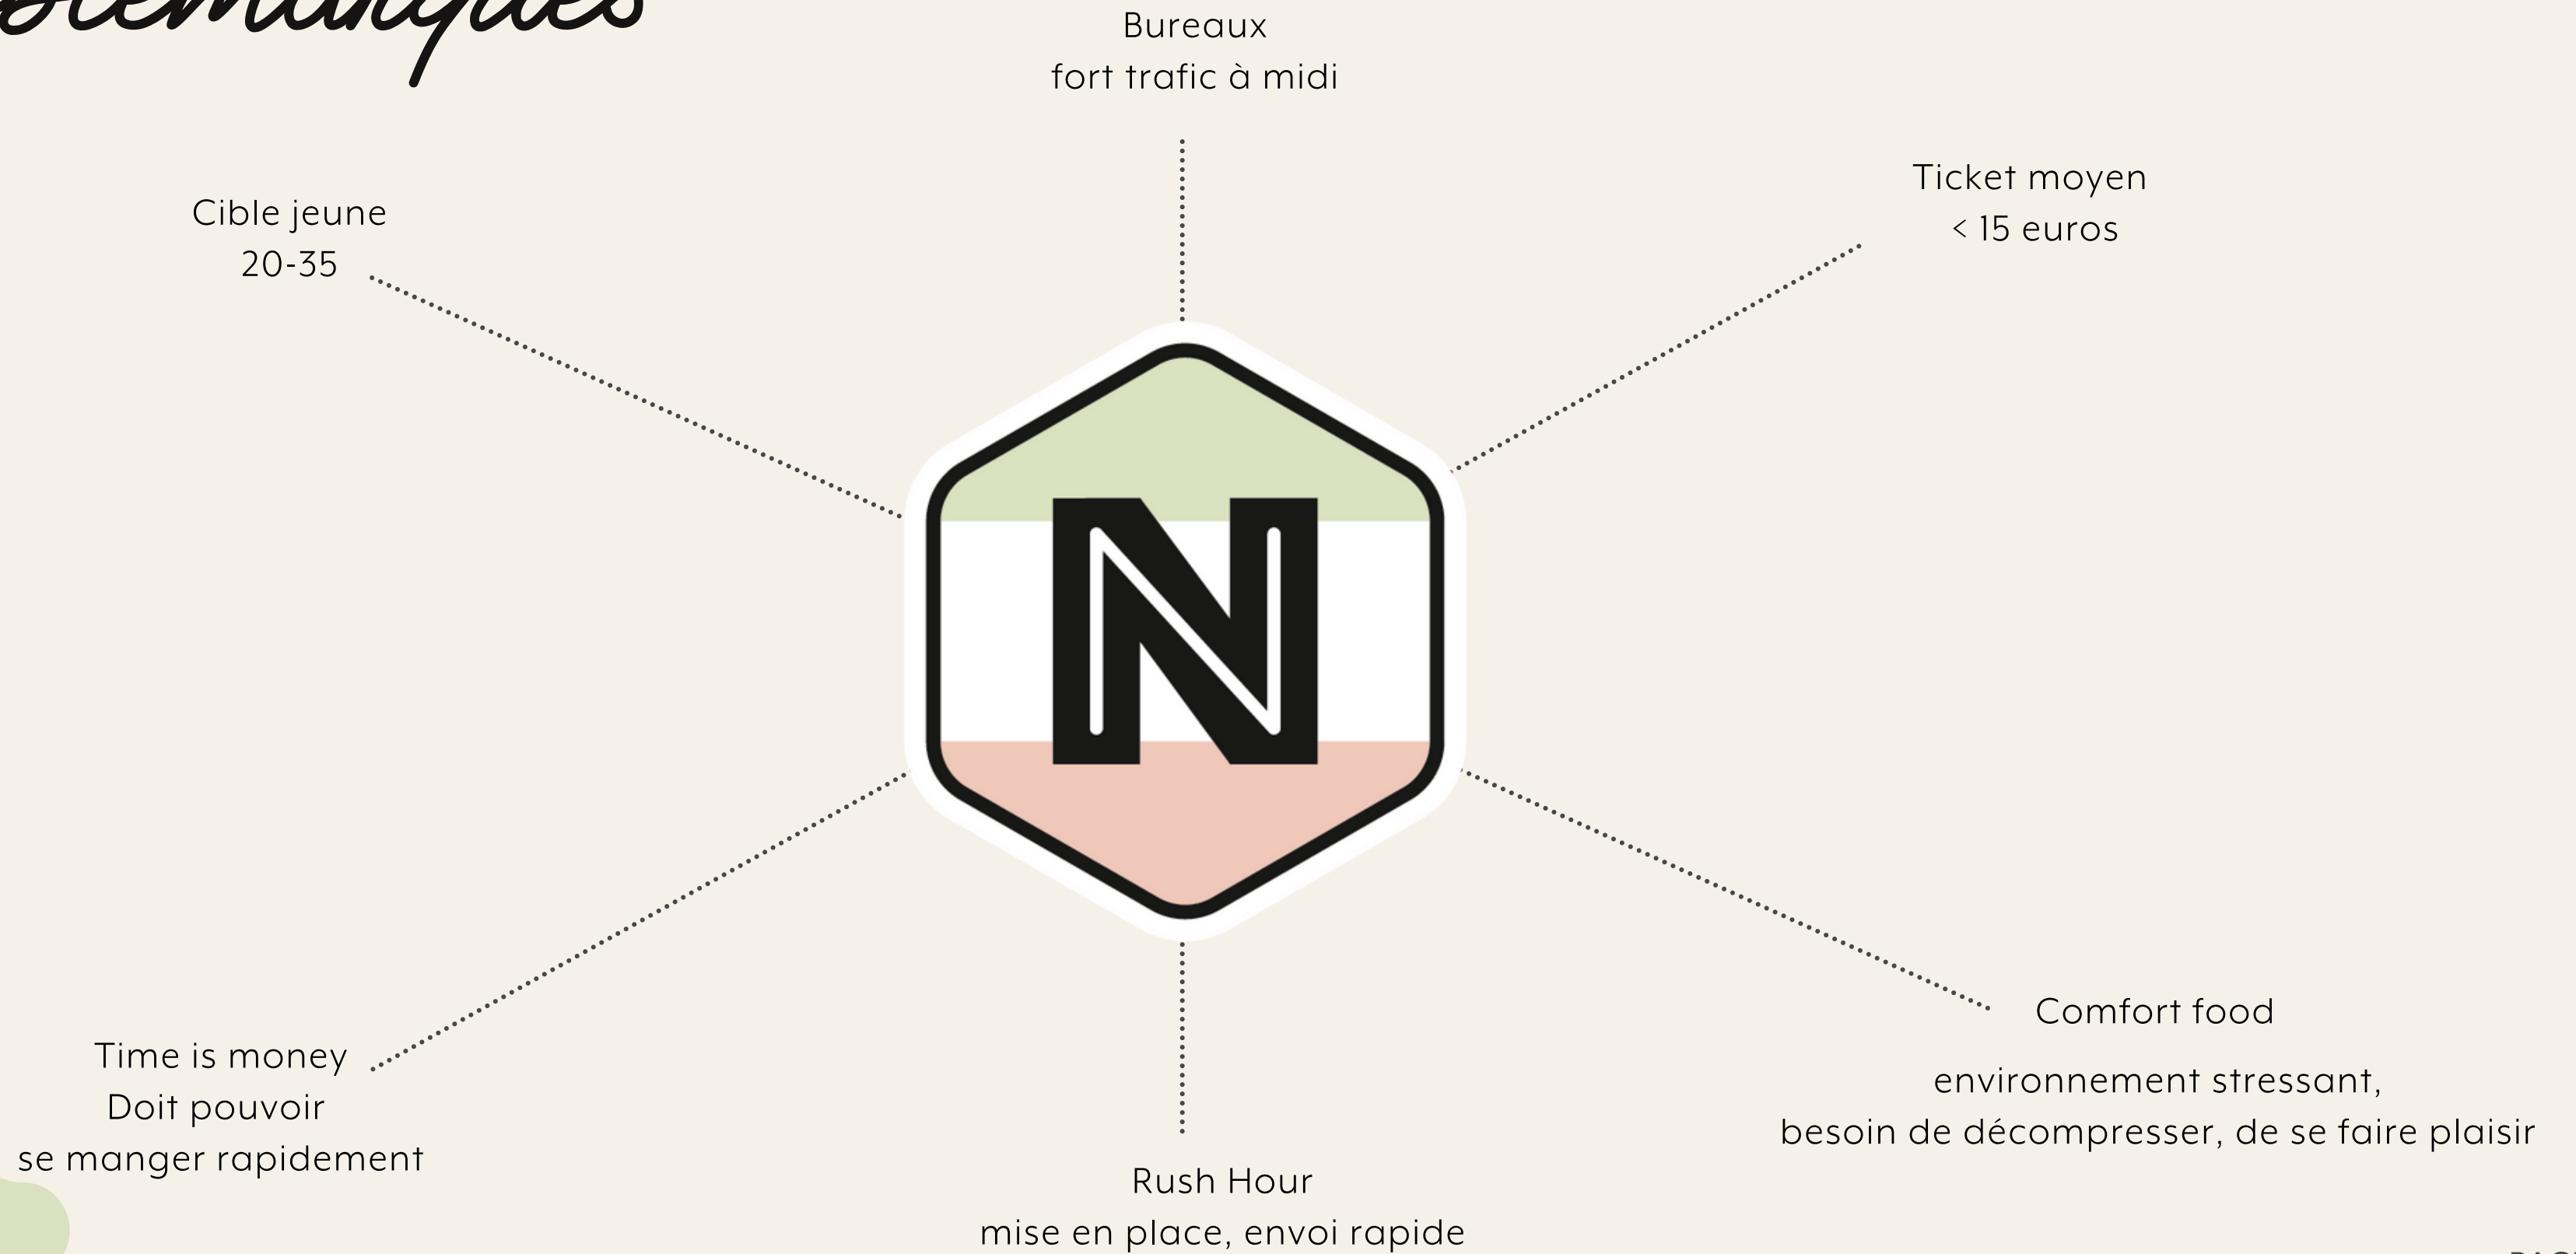 Bureaux
fort trafic à midi
Cible jeune
20-35
Ticket moyen
< 15 euros
N
Time is money
Doit pouvoir
se manger rapidement
Comfort food
environnement stressant,
besoin de décompresser, de se faire plaisir
Rush Hour
mise en place, envoi rapide